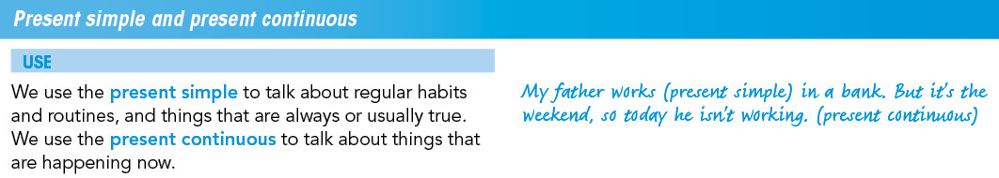 Present simple and present continuous
USE
We use the present simple to talk about regular habits
and routines, and things that are always or usually true.
We use the present continuous to talk about things that
are happening now.
My father works (present simple) in a bank. But it's the
weekend, so today he isn't working. (present continuous)